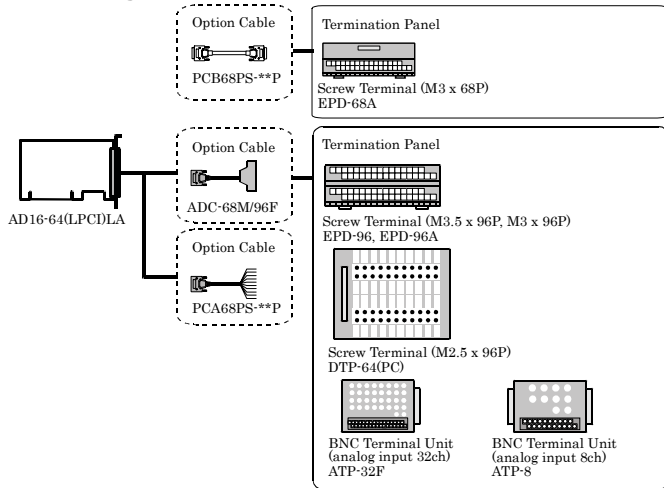 Option Cable
PCB68PS-**P
Termination Panel
Screw Terminal (M3 x 68P)
EPD-68A
AD16-64(LPCI)LA
Option Cable
ADC-68M/96F
Option Cable
PCA68PS-**P
Termination Panel
Screw Terminal (M3.5 x 96P, M3 x 96P)
EPD-96, EPD-96A
Screw Terminal (M2.5 x 96P)
DTP-64(PC)
BNC Terminal Unit
(analog input 32ch)
ATP-32F
BNC Terminal Unit
(analog input 8ch)
ATP-8